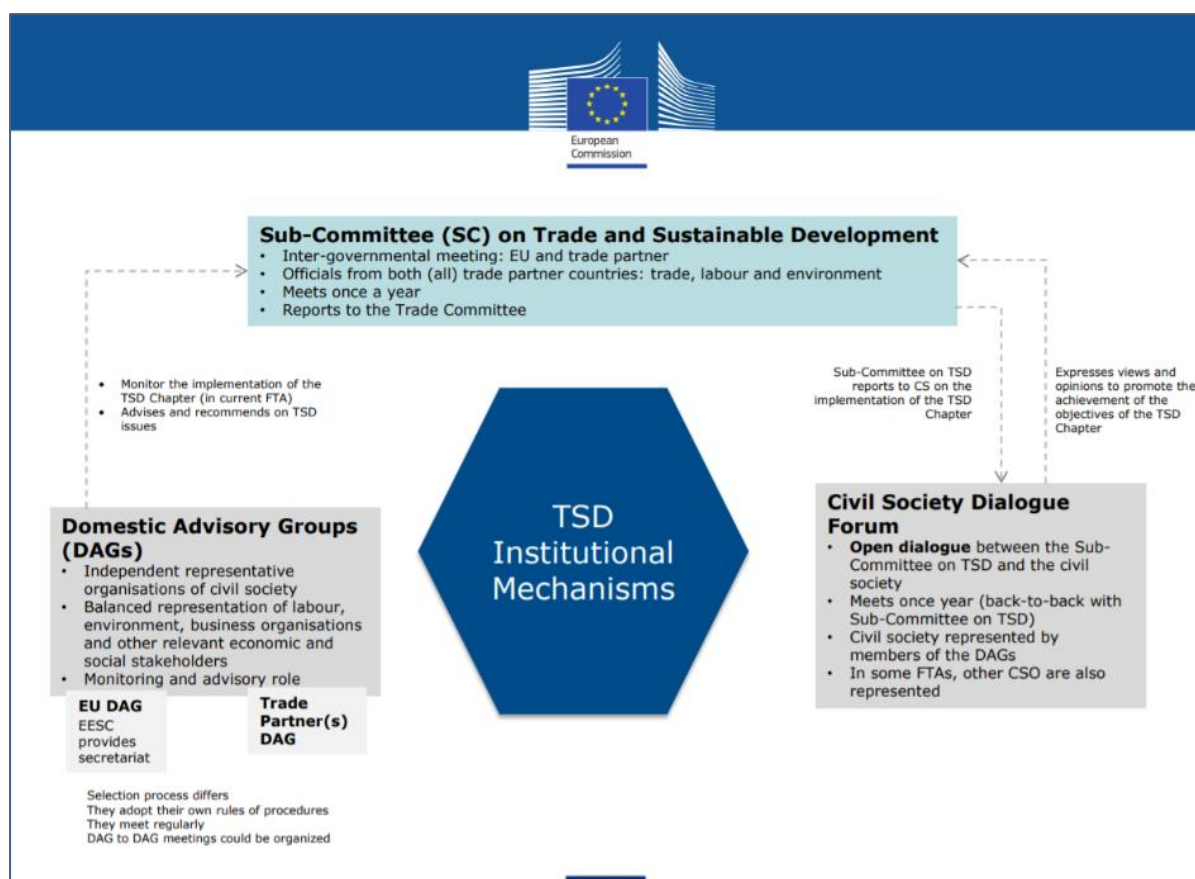 European
Commission
Sub-Committee (SC) on Trade and Sustainable Development
• Inter-governmental meeting: EU and trade partner
• Officials from both (all) trade partner countries: trade, labour and environment
• Meets once a year
• Reports to the Trade Committee
• Monitor the implementation of the
TSD Chapter (in current FTA)
• Advises and recommends on TSD
issues
Sub-Committee on TSD
reports to CS on the
implementation of the TSD
Chapter
Expresses views and
opinions to promote the
achievement of the
objectives of the TSD
Chapter
TSD
Institutional
Mechanisms
Domestic Advisory Groups
(DAGs)
• Independent representative
organisations of civil society
• Balanced representation of labour,
environment, business organisations
and other relevant economic and
social stakeholders
• Monitoring and advisory role
EU DAG
EESC
provides
secretariat
Trade
Partner(s)
DAG
Selection process differs
They adopt their own rules of procedures
They meet regularly
DAG to DAG meetings could be organized
Civil Society Dialogue
Forum
• Open dialogue between the Sub-
Committee on TSD and the civil
society
• Meets once year (back-to-back with
Sub-Committee on TSD)
• Civil society represented by
members of the DAGs
• In some FTAs, other CSO are also
represented